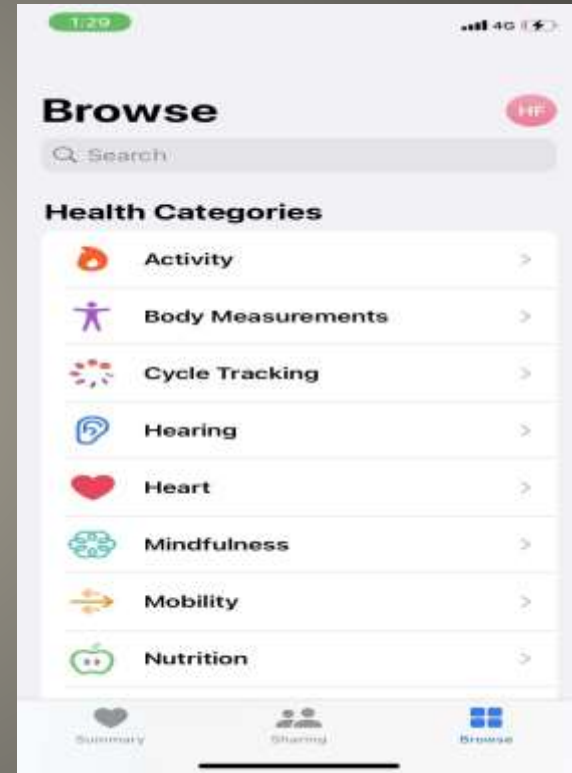 1:29
4G
Browse
HF
Search
Health Categories
Activity
Body Measurements
Cycle Tracking
Hearing
Heart
Mindfulness
Mobility
Nutrition
Summary
Sharing
Browse